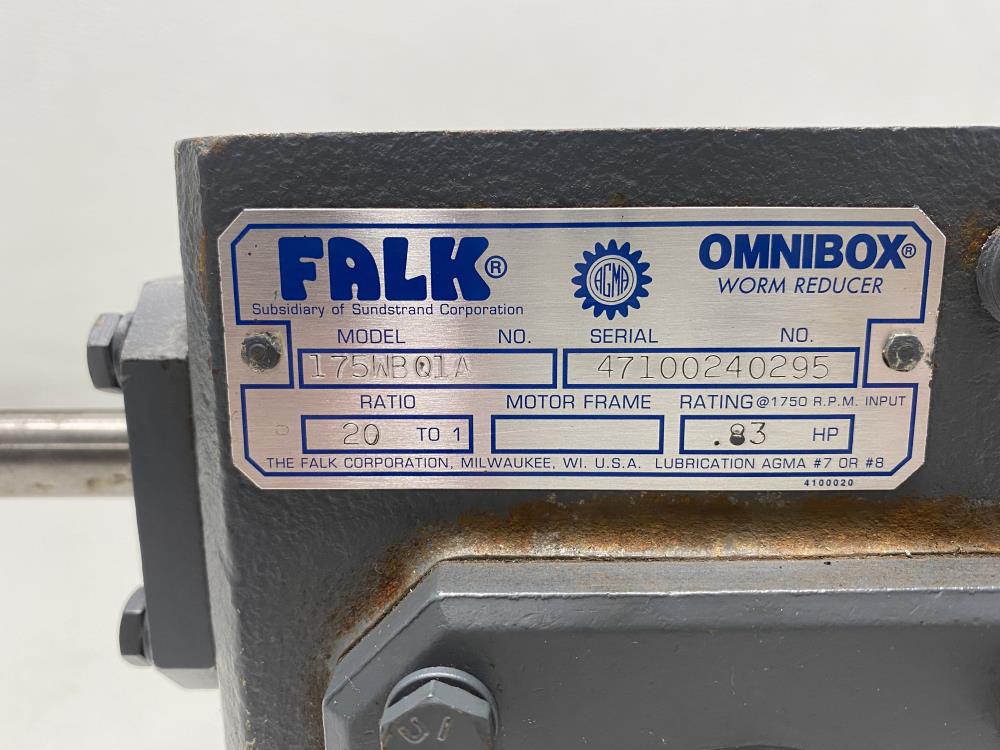 FALK®
AGMA
OMNIBOX®
WORM REDUCER
Subsidiary of Sundstrand Corporation
MODEL NO. SERIAL NO.
175WBQ1A 47100240295
RATIO MOTOR FRAME RATING @1750 R.P.M. INPUT
20 TO 1 .83 HP
THE FALK CORPORATION, MILWAUKEE, WI. U.S.A. LUBRICATION AGMA #7 OR #8
4100020